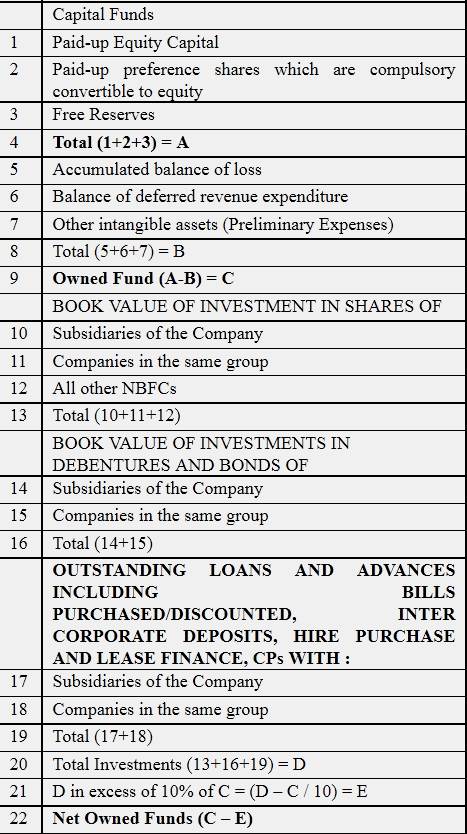 Capital Funds
1 Paid-up Equity Capital
2 Paid-up preference shares which are compulsory
convertible to equity
3 Free Reserves
4 Total (1+2+3) = A
5 Accumulated balance of loss
6 Balance of deferred revenue expenditure
7 Other intangible assets (Preliminary Expenses)
8 Total (5+6+7) = B
9 Owned Fund (A-B) = C
BOOK VALUE OF INVESTMENT IN SHARES OF
10 Subsidiaries of the Company
11 Companies in the same group
12 All other NBFCs
13 Total (10+11+12)
BOOK VALUE OF INVESTMENTS IN
DEBENTURES AND BONDS OF
14 Subsidiaries of the Company
15 Companies in the same group
16 Total (14+15)
OUTSTANDING LOANS AND ADVANCES
INCLUDING BILLS
PURCHASED/DISCOUNTED, INTER
CORPORATE DEPOSITS, HIRE PURCHASE
AND LEASE FINANCE, CPs WITH :
17 Subsidiaries of the Company
18 Companies in the same group
19 Total (17+18)
20 Total Investments (13+16+19) = D
21 D in excess of 10% of C = (D – C / 10) = E
22 Net Owned Funds (C – E)